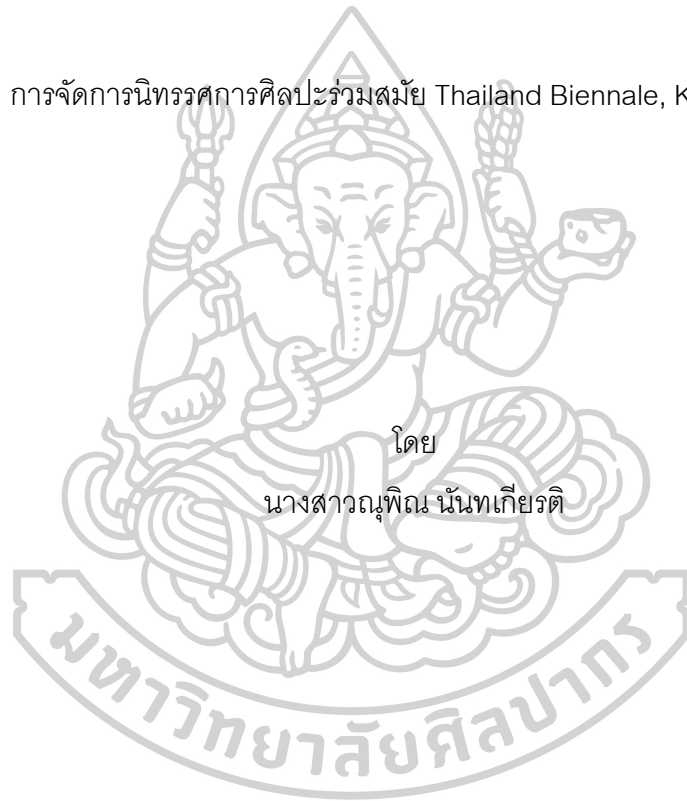 การจัดการนิทรรศการศิลปะร่วมสมัย Thailand Biennale, K
โดย
นางสาวณุพิณ นันทเกียรติ
มหาวิทยาลัยศิลปากร